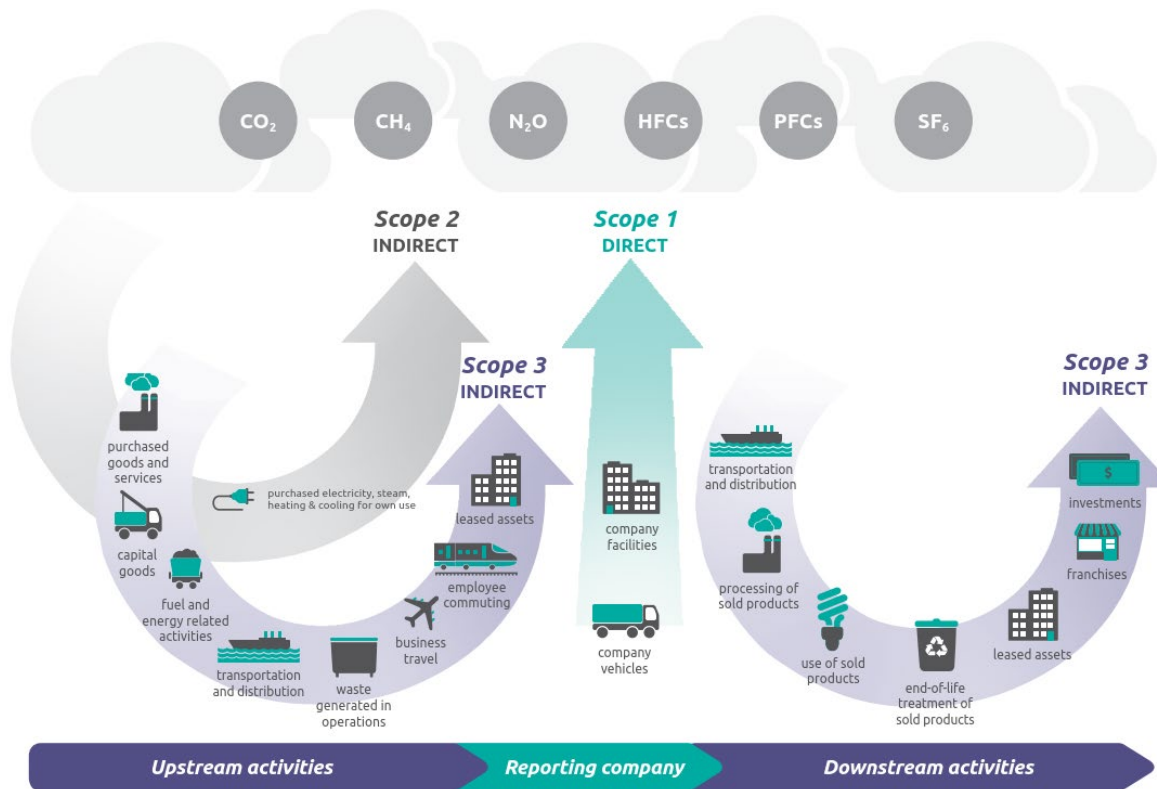 CO₂
CH₄
N₂O
HFCs
PFCs
SF₆
Scope 2
INDIRECT
Scope 1
DIRECT
Scope 3
INDIRECT
Scope 3
INDIRECT
purchased
goods and
services
capital
goods
fuel and
energy related
activities
purchased electricity, steam,
heating & cooling for own use
transportation
and distribution
waste
generated in
operations
business
travel
employee
commuting
leased assets
company
facilities
company
vehicles
transportation
and distribution
processing of
sold products
use of sold
products
end-of-life
treatment of
sold products
leased assets
franchises
$
investments
Upstream activities
Reporting company
Downstream activities